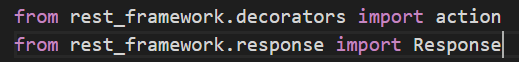 from rest_framework.decorators import action
from rest_framework.response import Response